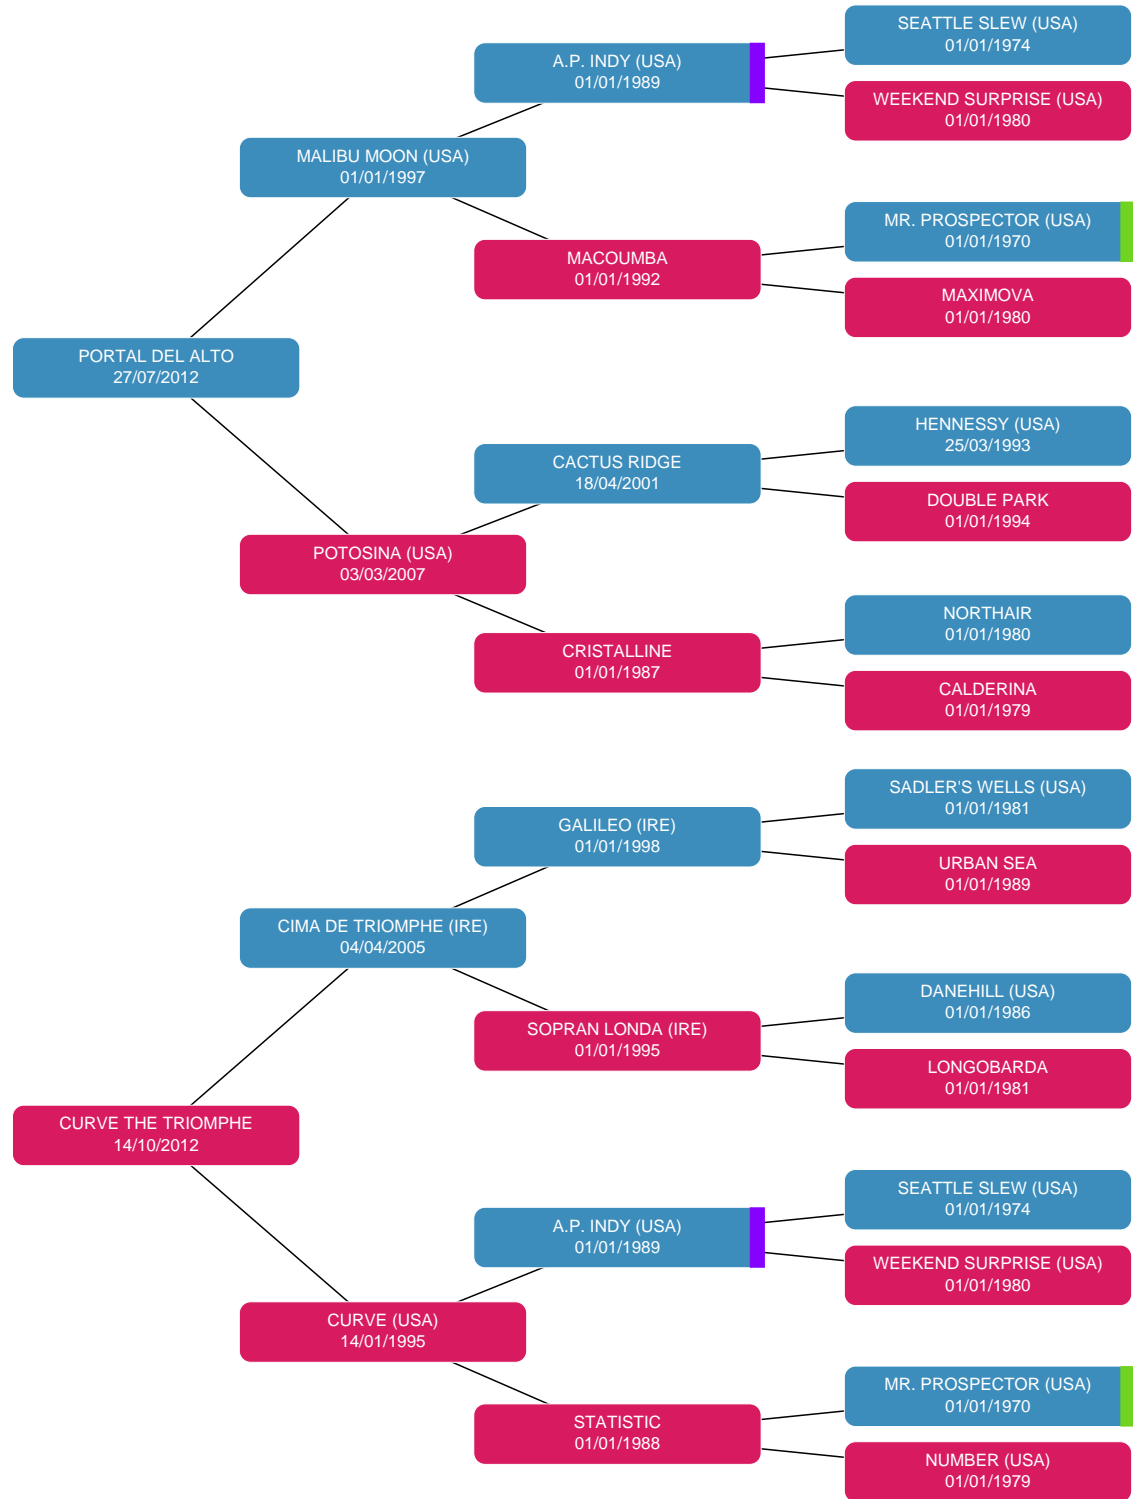 SEATTLE SLEW (USA)
01/01/1974
A.P. INDY (USA)
01/01/1989
WEEKEND SURPRISE (USA)
01/01/1980
MALIBU MOON (USA)
01/01/1997
MR. PROSPECTOR (USA)
01/01/1970
MACOUMBA
01/01/1992
MAXIMOVA
01/01/1980
PORTAL DEL ALTO
27/07/2012
HENNESSY (USA)
25/03/1993
CACTUS RIDGE
18/04/2001
DOUBLE PARK
01/01/1994
POTOSINA (USA)
03/03/2007
NORTHAIR
01/01/1980
CRISTALLINE
01/01/1987
CALDERINA
01/01/1979
SADLER'S WELLS (USA)
01/01/1981
GALILEO (IRE)
01/01/1998
URBAN SEA
01/01/1989
CIMA DE TRIOMPHE (IRE)
04/04/2005
DANEHILL (USA)
01/01/1986
SOPRAN LONDA (IRE)
01/01/1995
LONGOBARDA
01/01/1981
CURVE THE TRIOMPHE
14/10/2012
SEATTLE SLEW (USA)
01/01/1974
A.P. INDY (USA)
01/01/1989
WEEKEND SURPRISE (USA)
01/01/1980
CURVE (USA)
14/01/1995
MR. PROSPECTOR (USA)
01/01/1970
STATISTIC
01/01/1988
NUMBER (USA)
01/01/1979